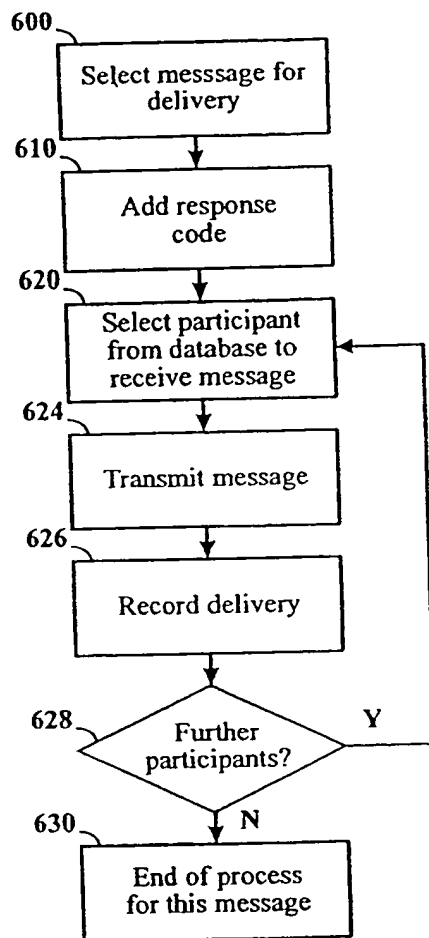 600
Select messsage for
delivery
610
Add response
code
620
Select participant
from database to
receive message
624
Transmit message
626
Record delivery
628
Further
participants?
Y
N
630
End of process
for this message